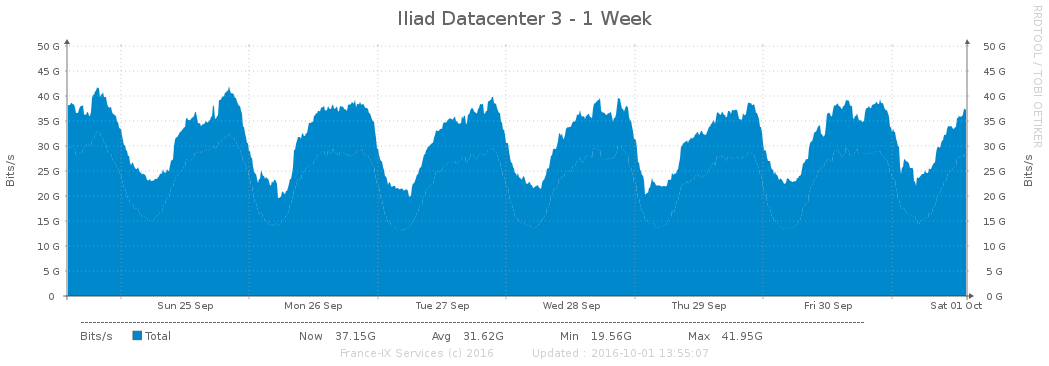 Iliad Datacenter 3 - 1 Week
RRDTOOL / TOBI OETIKER
Bits/s
50 G
45 G
40 G
35 G
30 G
25 G
20 G
15 G
10 G
5 G
0
50 G
45 G
40 G
35 G
30 G
25 G
20 G
15 G
10 G
5 G
0 G
Bits/s
Sun 25 Sep Mon 26 Sep Tue 27 Sep Wed 28 Sep Thu 29 Sep Fri 30 Sep Sat 01 Oct
Bits/s Total Now 37.15G Avg 31.62G Min 19.56G Max 41.95G
France-IX Services (c) 2016 Updated : 2016-10-01 13:55:07